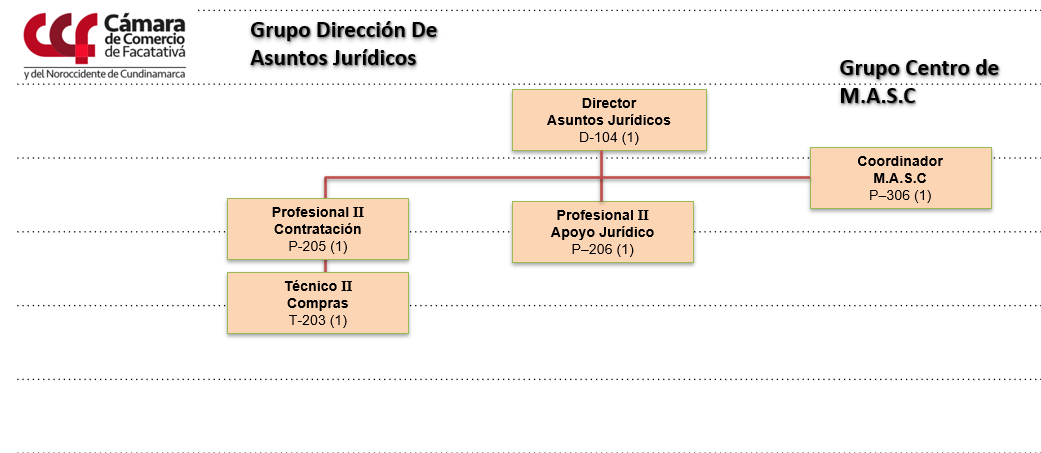 CCF Cámara
de Comercio
de Facatativá
y del Noroccidente de Cundinamarca
Grupo Dirección De
Asuntos Jurídicos
Grupo Centro de
M.A.S.C
Director
Asuntos Jurídicos
D-104 (1)
Coordinador
M.A.S.C
P–306 (1)
Profesional II
Contratación
P-205 (1)
Profesional II
Apoyo Jurídico
P–206 (1)
Técnico II
Compras
T-203 (1)